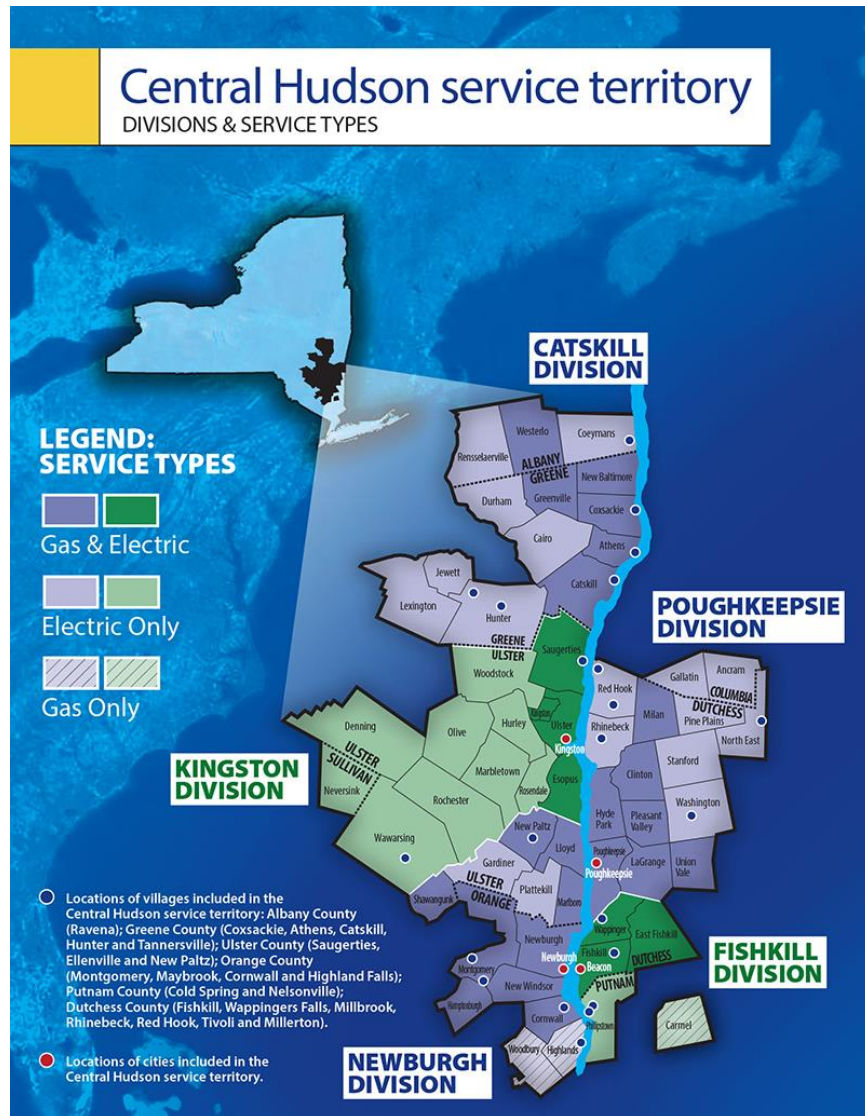 Central Hudson service territory
DIVISIONS & SERVICE TYPES
CATSKILL
DIVISION
LEGEND:
SERVICE TYPES
Gas & Electric
Electric Only
Gas Only
Westerlo
Coeymans
Rensselaerville
ALBANY
GREENE
New Baltimore
Durham
Greenville
Coxsackie
Cairo
Athens
Catskill
Jewett
Lexington
Hunter
GREENE
ULSTER
POUGHKEEPSIE
DIVISION
Saugerties
Woodstock
Red Hook
Gallatin
Ancram
COLUMBIA
DUTCHESS
Milan
Pine Plains
North East
Rhinebeck
Denning
Olive
Hurley
Kingston
Ulster
Kingston
Stanford
ULSTER
SULLIVAN
Neversink
Marbletown
Rosendale
Esopus
Clinton
Washington
KINGSTON
DIVISION
Rochester
Wawarsing
Hyde
Park
Pleasant
Valley
New Paltz
Lloyd
Poughkeepsie
Poughkeepsie
LaGrange
Union
Vale
Gardiner
ULSTER
ORANGE
Plattekill
Marlboro
Shawangunk
Wappinger
East Fishkill
Newburgh
Fishkill
DUTCHESS
Newburgh
Beacon
PUTNAM
Montgomery
New Windsor
Hamptonburgh
Cornwall
Philipstown
Carmel
Woodbury
Highlands
FISHKILL
DIVISION
NEWBURGH
DIVISION
Locations of villages included in the
Central Hudson service territory: Albany County
(Ravena); Greene County (Coxsackie, Athens, Catskill,
Hunter and Tannersville); Ulster County (Saugerties,
Ellenville and New Paltz); Orange County
(Montgomery, Maybrook, Cornwall and Highland Falls);
Putnam County (Cold Spring and Nelsonville);
Dutchess County (Fishkill, Wappingers Falls, Millbrook,
Rhinebeck, Red Hook, Tivoli and Millerton).
Locations of cities included in the
Central Hudson service territory.